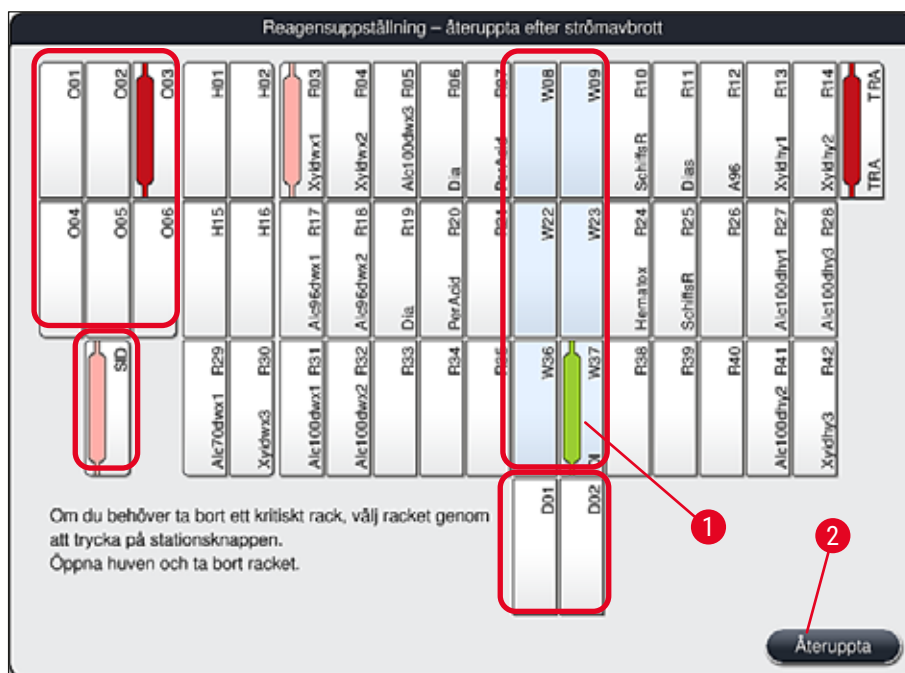 Reagensuppställning – återuppta efter strömavbrott
O01
O02
O03
H01
H02
R03 Xyldwx1
R04 Xyldwx2
R05 Alc100dwx3
R06 Dia
R07 PerAcid
W08
W09
R10 SchiffsR
R11 Dias
R12 A96
R13 Xyldhy1
R14 Xyldhy2
TRA TRA
O04
O05
O06
H15
H16
R17 Alc96dwx1
R18 Alc96dwx2
R19 Dia
R20 PerAcid
R21
W22
W23
R24 Hematox
R25 SchiffsR
R26
R27 Alc100dhy1
R28 Alc100dhy3
SID
R29 Alc70dwx1
R30 Xyldwx3
R31 Alc100dwx1
R32 Alc100dwx2
R33
R34
R35
W36
W37 DI
R38
R39
R40
R41 Alc100dhy2
R42 Xyldhy3
D01
D02
Om du behöver ta bort ett kritiskt rack, välj racket genom
att trycka på stationsknappen.
Öppna huven och ta bort racket.
1
2
Återuppta